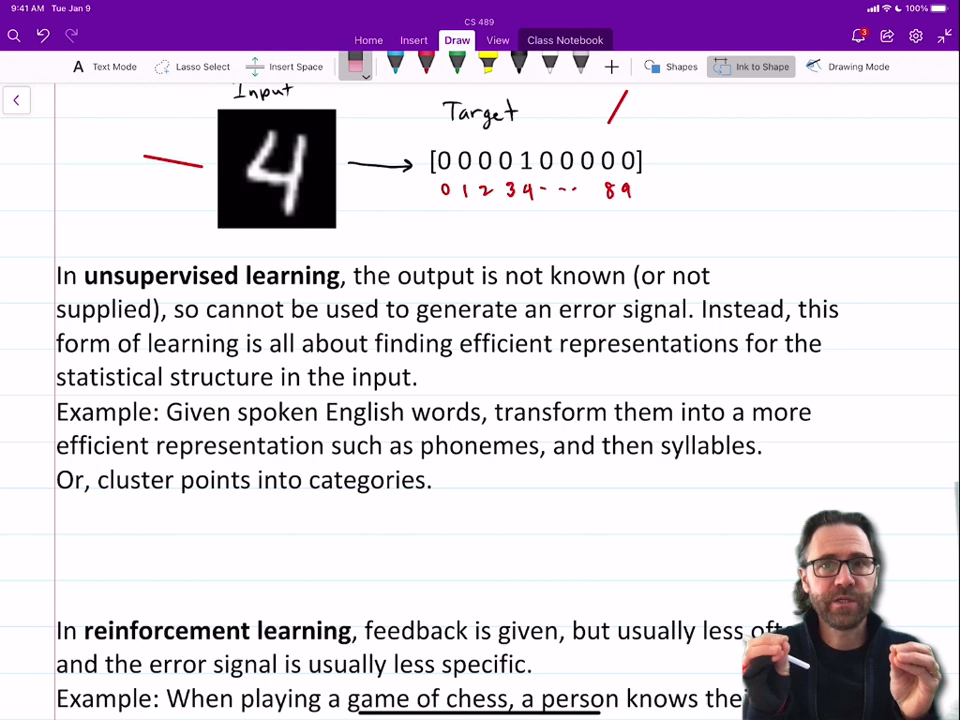 9:41 AM Tue Jan 9
100%
CS 489
Home Insert Draw View Class Notebook
3
Text Mode Lasso Select Insert Space Shapes Ink to Shape Drawing Mode
Input
Target
4
[0 0 0 0 1 0 0 0 0 0]
0 1 2 3 4 - ... 8 9
In unsupervised learning, the output is not known (or not
supplied), so cannot be used to generate an error signal. Instead, this
form of learning is all about finding efficient representations for the
statistical structure in the input.
Example: Given spoken English words, transform them into a more
efficient representation such as phonemes, and then syllables.
Or, cluster points into categories.
In reinforcement learning, feedback is given, but usually less
and the error signal is usually less specific.
Example: When playing a game of chess, a person knows